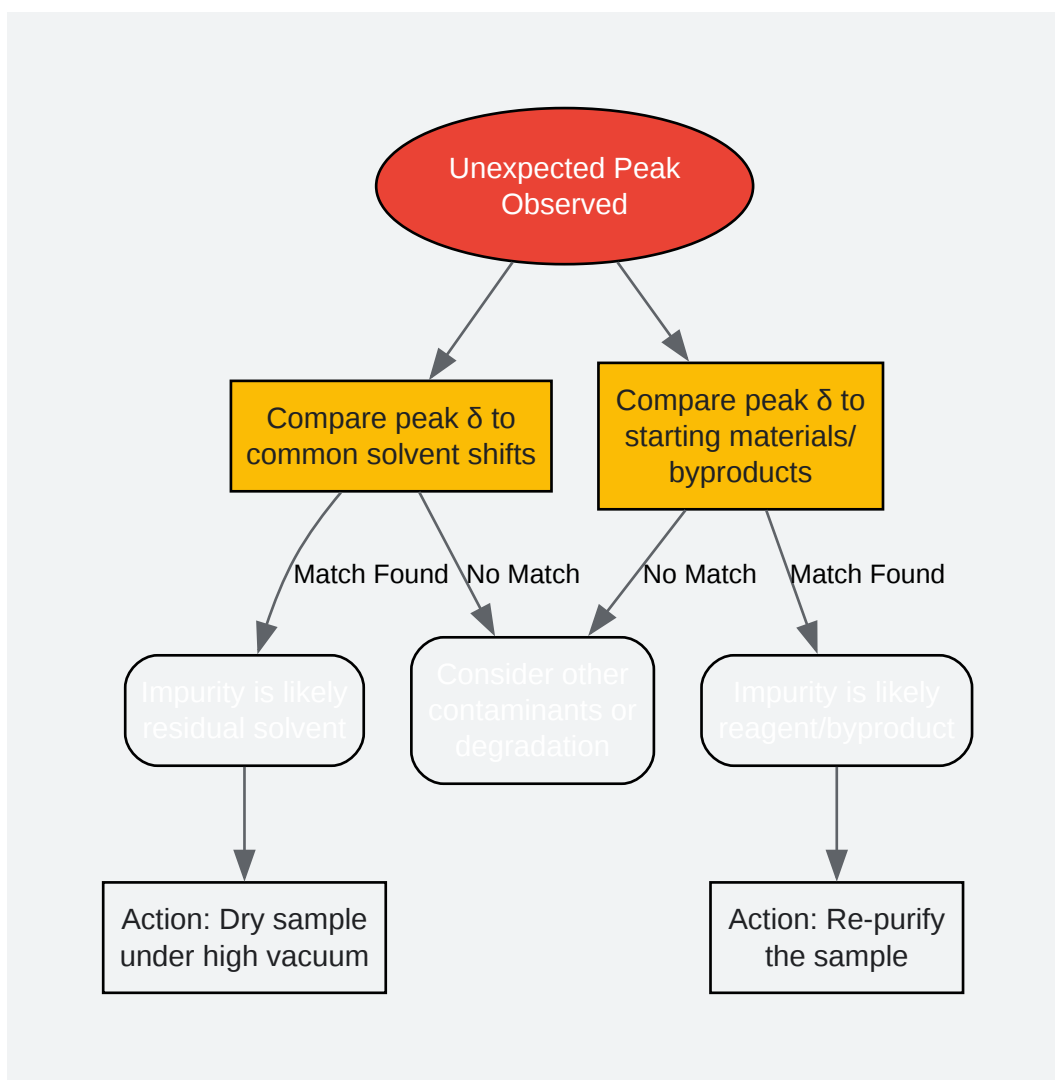 Unexpected Peak
Observed
Compare peak δ to
common solvent shifts
Compare peak δ to
starting materials/
byproducts
Match Found
No Match
No Match
Match Found
Impurity is likely
residual solvent
Consider other
contaminants or
degradation
Impurity is likely
reagent/byproduct
Action: Dry sample
under high vacuum
Action: Re-purify
the sample